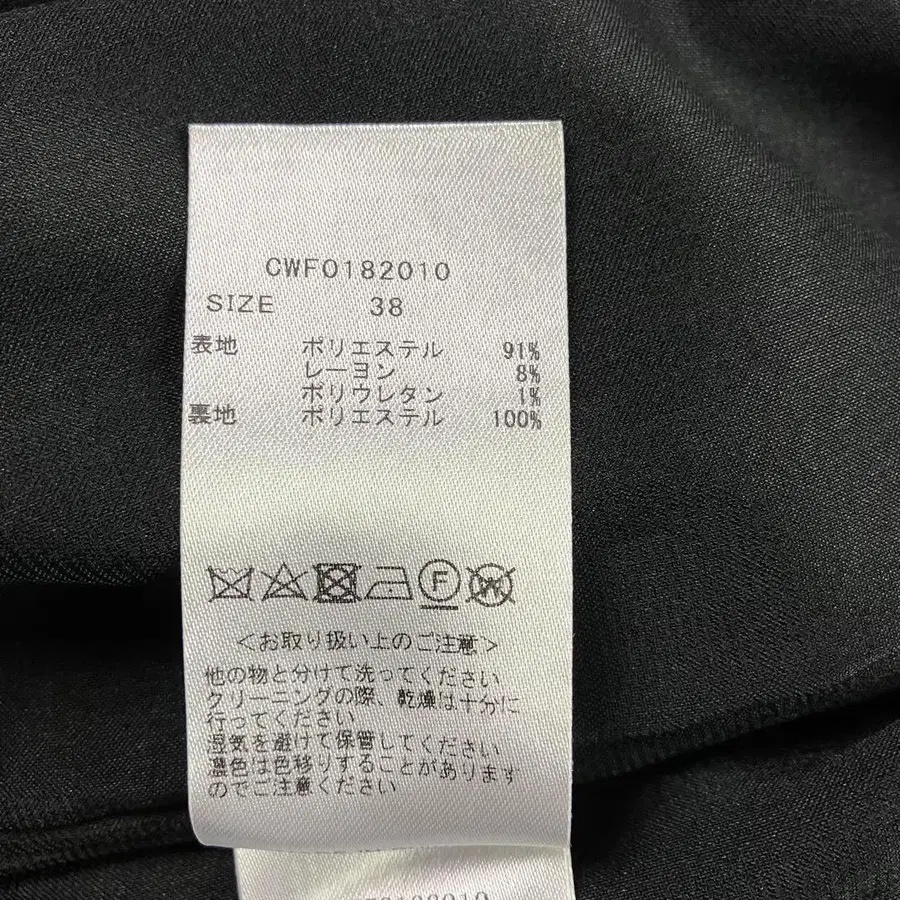 CWF0182010
SIZE 38
表地 ポリエステル 91%
レーヨン 8%
ポリウレタン 1%
裏地 ポリエステル 100%
F W
<お取り扱い上のご注意>
他の物と分けて洗ってください
クリーニングの際、乾燥は十分に
行ってください
湿気を避けて保管してください
濃色は色移りすることがあります
のでご注意ください